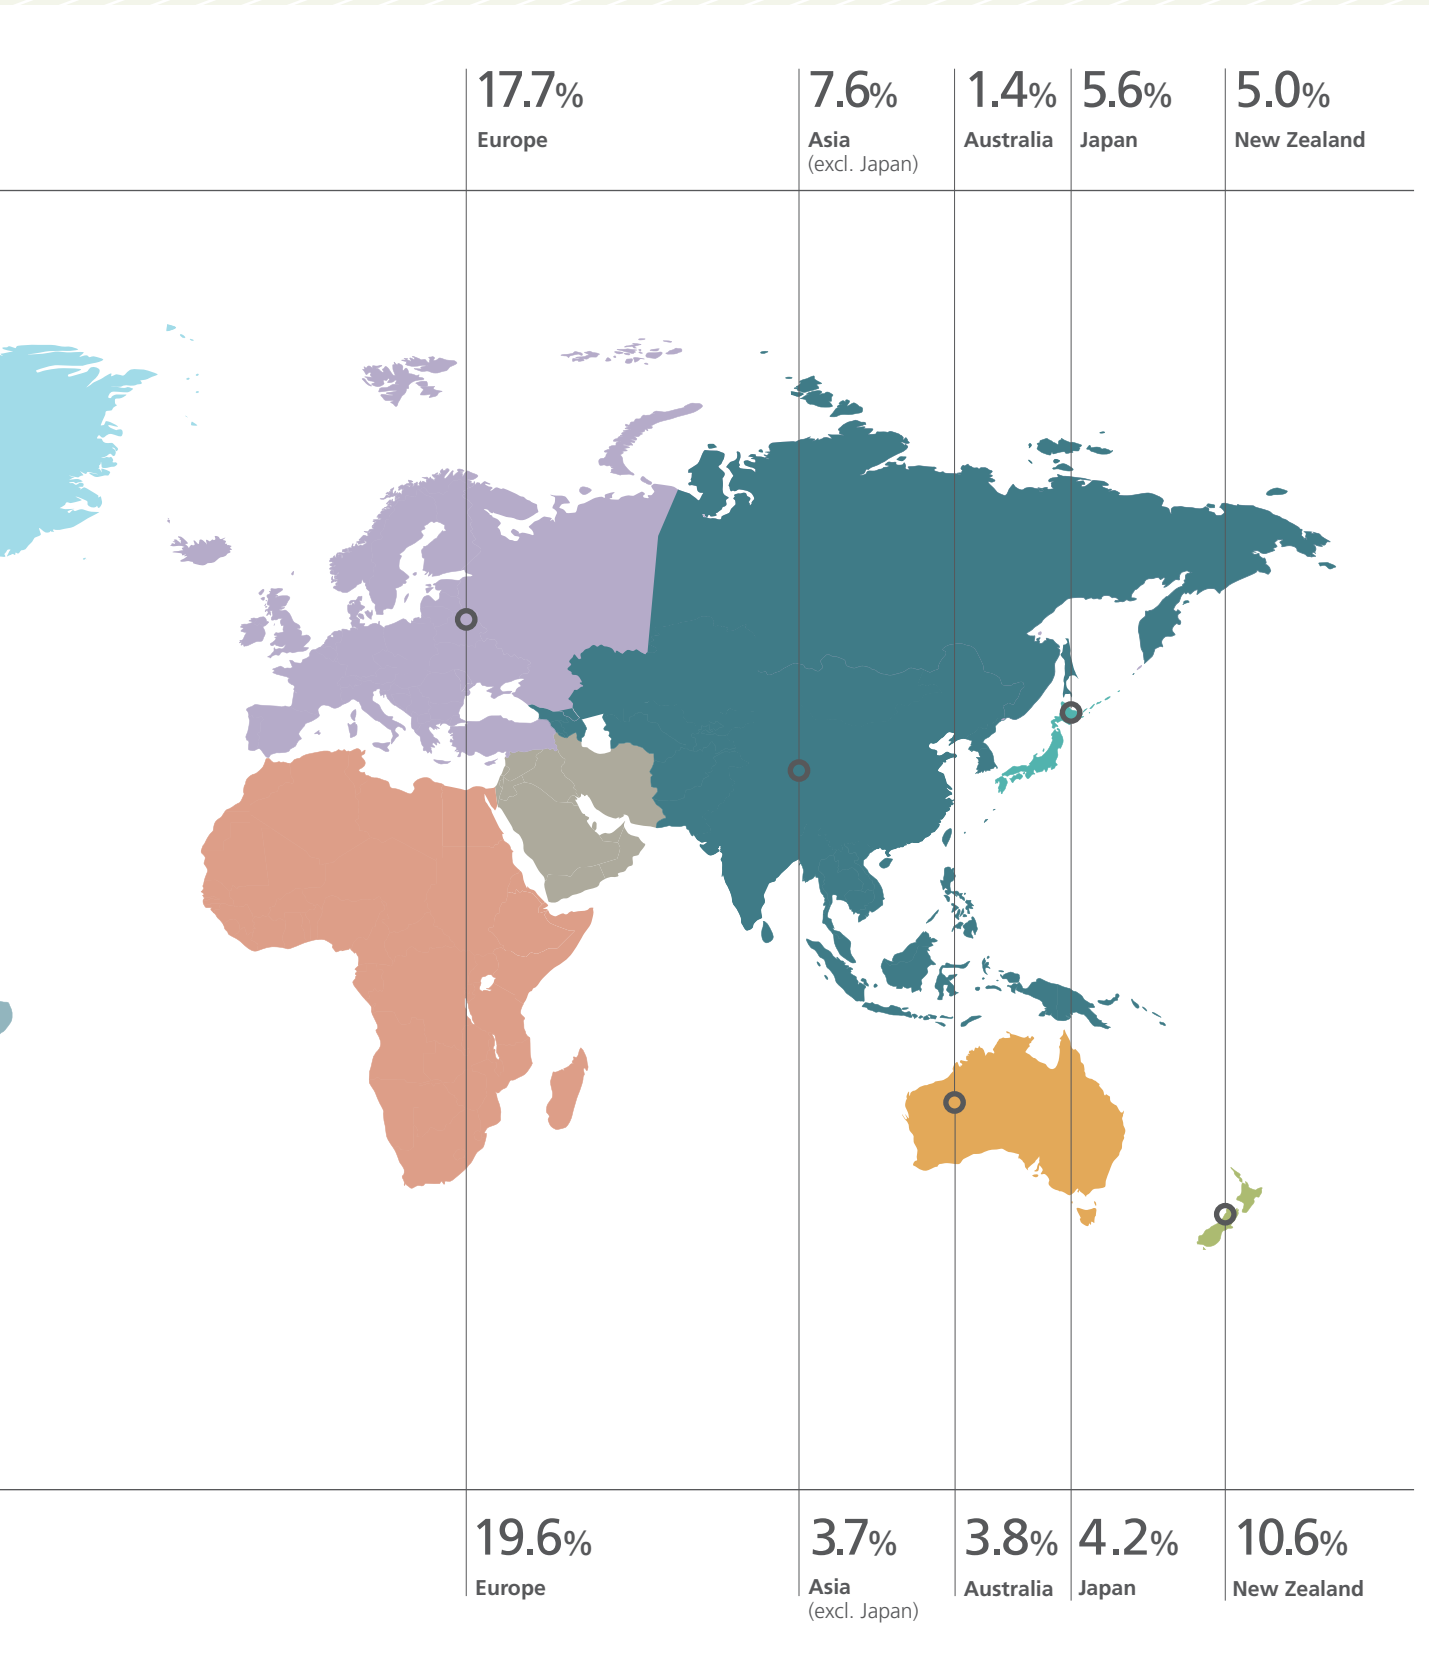 17.7%
Europe
7.6%
Asia
(excl. Japan)
1.4%
Australia
5.6%
Japan
5.0%
New Zealand
19.6%
Europe
3.7%
Asia
(excl. Japan)
3.8%
Australia
4.2%
Japan
10.6%
New Zealand